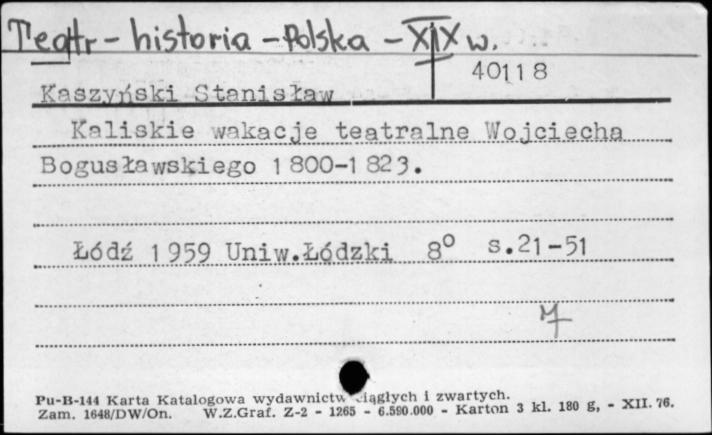 Teatr - historia - Polska - XIX w.
40118
Kaszyński Stanisław
Kaliskie wakacje teatralne Wojciecha
Bogusławskiego 1800-1823.
Łódź 1959 Uniw.Łódzki 8° s.21-51
Pu-B-144 Karta Katalogowa wydawnictw ciągłych i zwartych.
Zam. 1648/DW/On. W.Z.Graf. Z-2 - 1265 - 6.590.000 - Karton 3 kl. 180 g, - XII. 76.